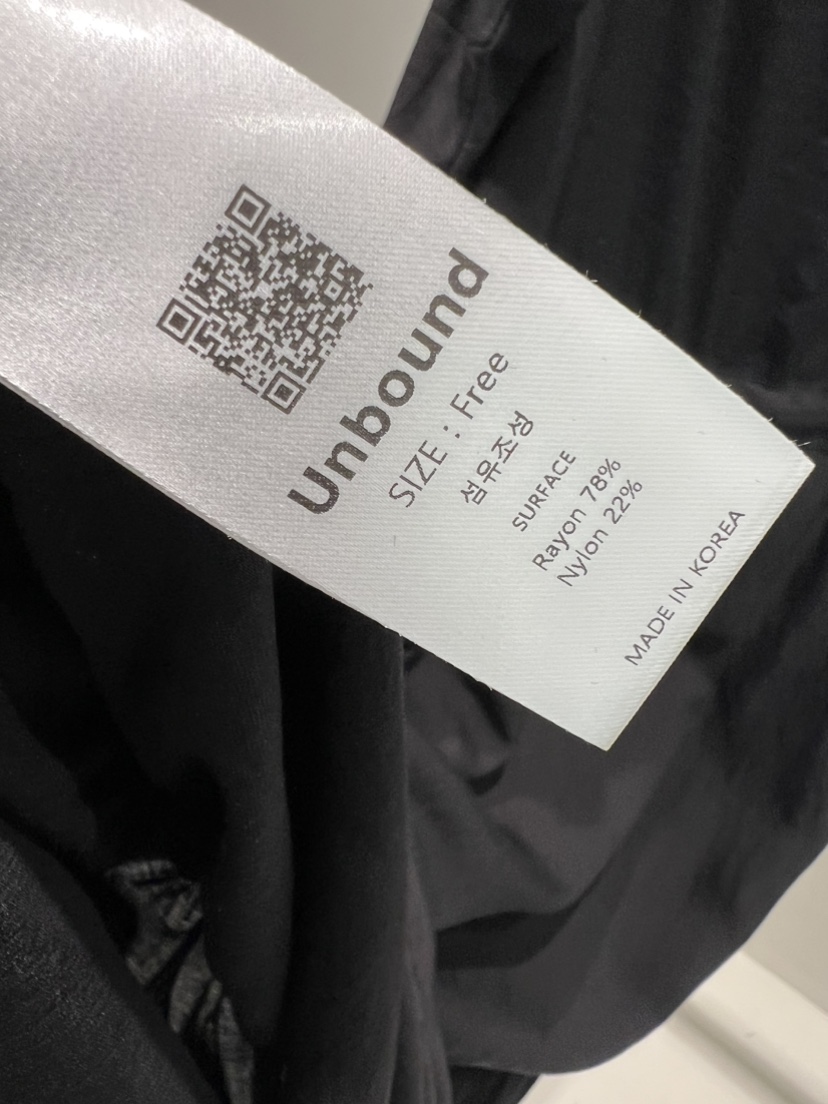 Unbound
SIZE : Free
섬유조성
SURFACE
Rayon 78%
Nylon 22%
MADE IN KOREA